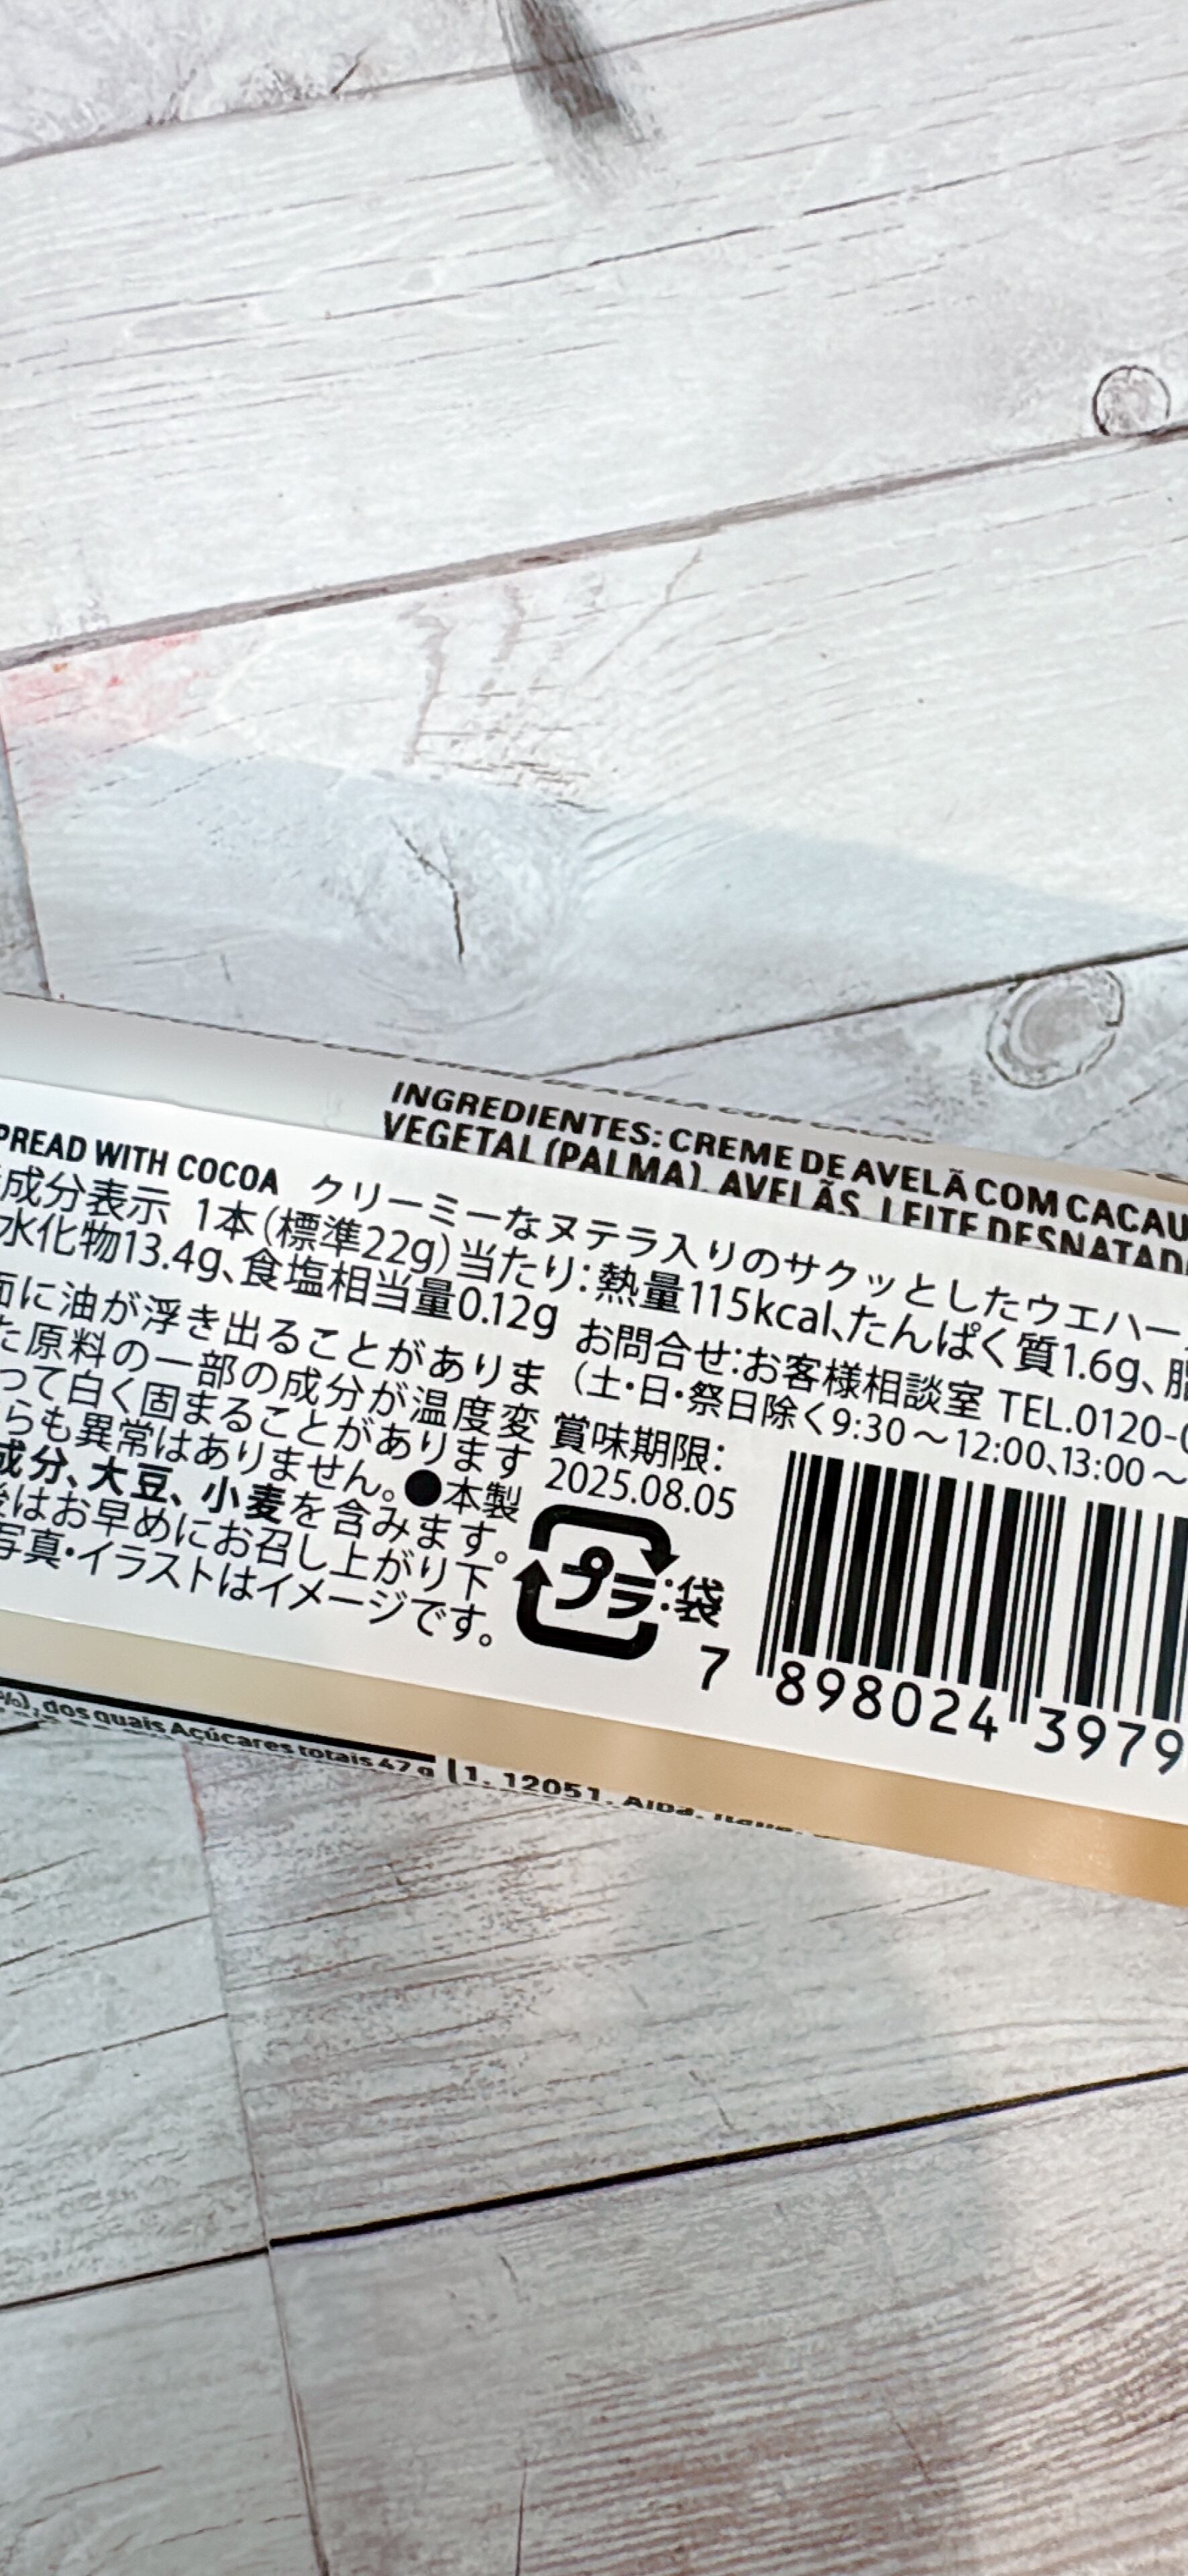 INGREDIENTES: CREME DE AVELÃ COM CACAU
VEGETAL (PALMA), AVELÃS, LEITE DESNATAD
PREAD WITH COCOA クリーミーなヌテラ入りのサクッとしたウエハー
成分表示 1本(標準22g)当たり:熱量115kcal、たんぱく質1.6g、脂
水化物13.4g、食塩相当量0.12g
お問合せ:お客様相談室 TEL.0120-0
(土・日・祭日除く9:30～12:00、13:00～
面に油が浮き出ることがありま
た原料の一部の成分が温度変
って白く固まることがあります
らも異常はありません。●本製
成分、大豆、小麦を含みます。
後はお早めにお召し上がり下
写真・イラストはイメージです。
賞味期限:
2025.08.05
プラ:袋
7 898024 3979
%), dos quais Açúcares totais 47 g
1, 12051, Alba,